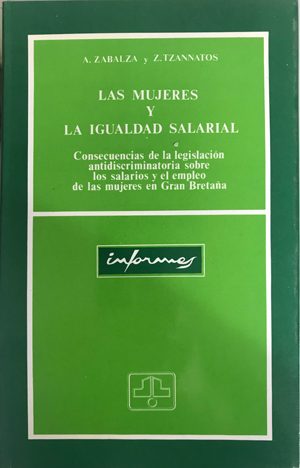 A. ZABALZA y Z. TZANNATOS
LAS MUJERES
Y
LA IGUALDAD SALARIAL
Consecuencias de la legislación
antidiscriminatoria sobre
los salarios y el empleo
de las mujeres en Gran Bretaña
informes